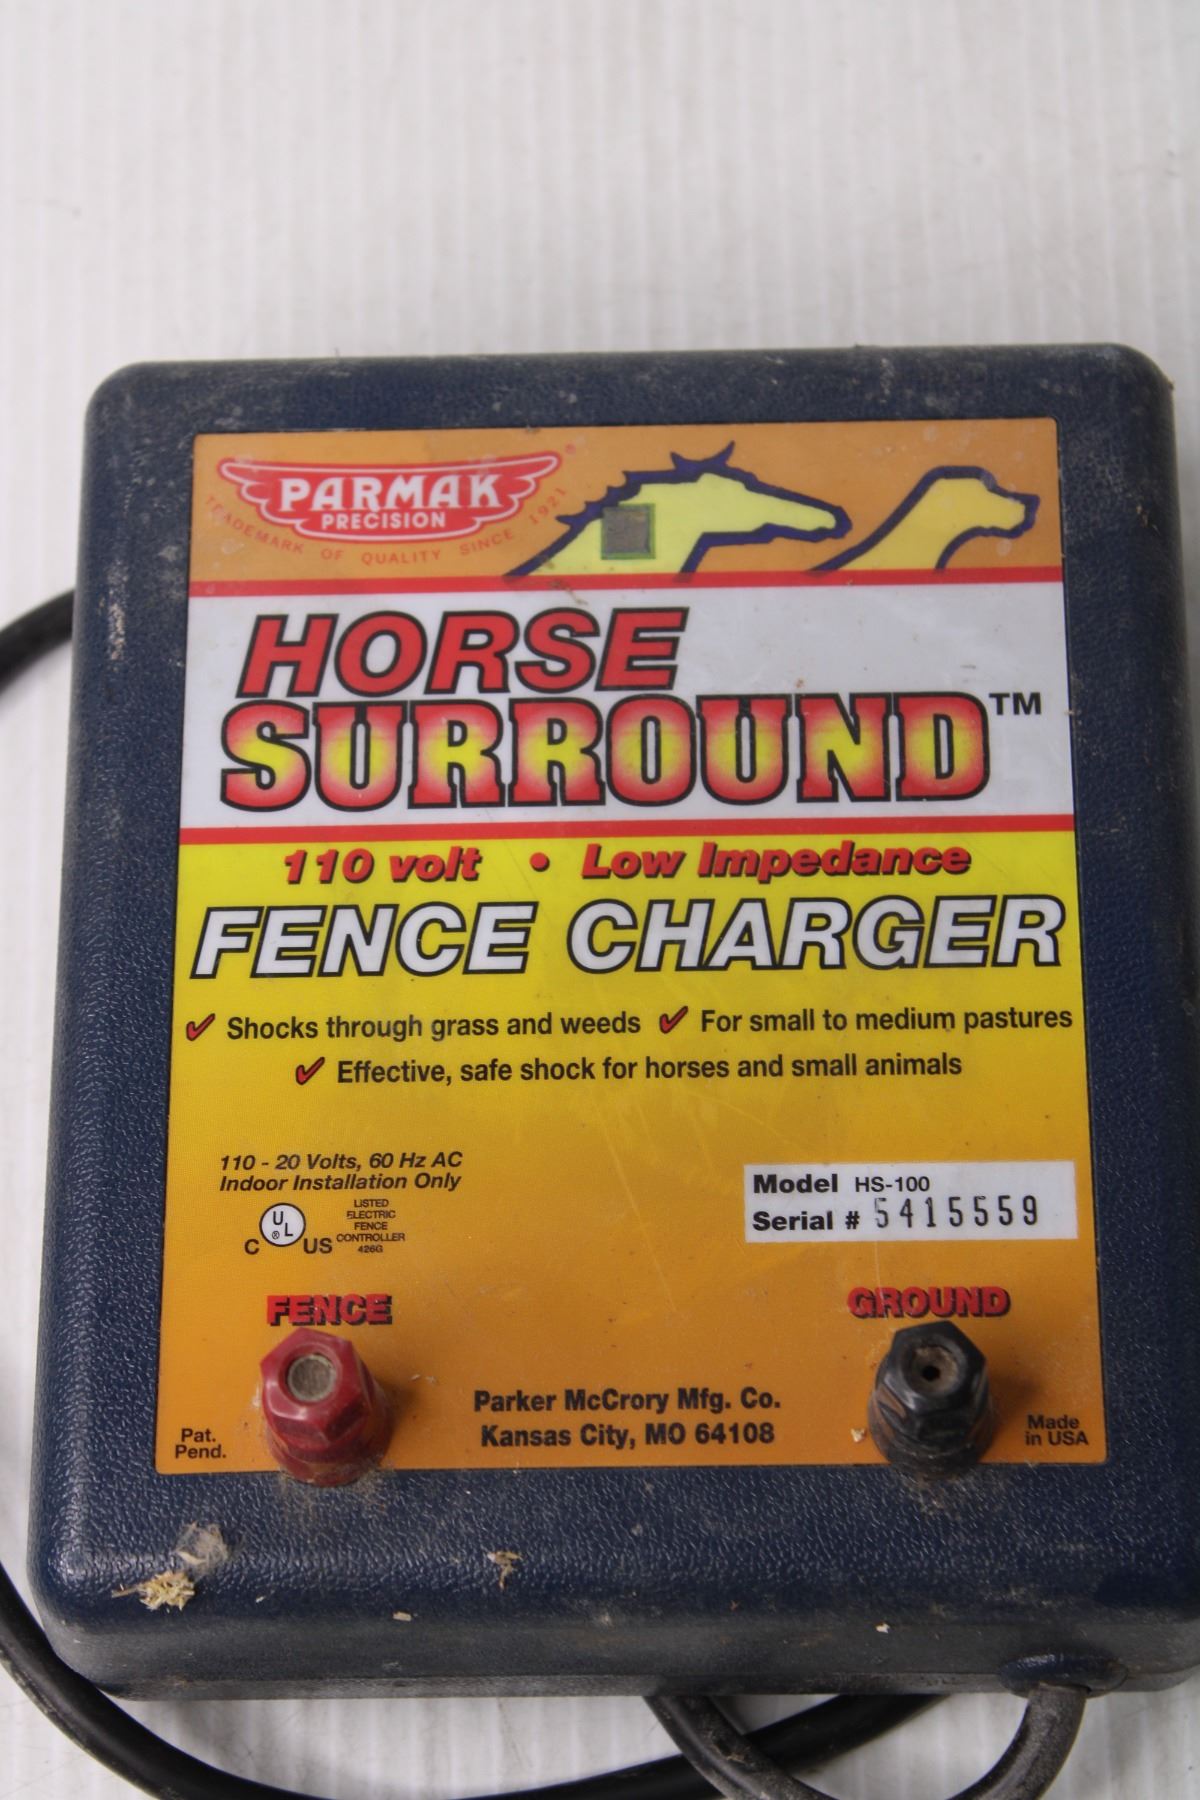 PARMAK®
PRECISION
TRADEMARK OF QUALITY SINCE 1921
HORSE
SURROUND™
110 volt • Low Impedance
FENCE CHARGER
✓ Shocks through grass and weeds ✓ For small to medium pastures
✓ Effective, safe shock for horses and small animals
110 - 20 Volts, 60 Hz AC
Indoor Installation Only
C UL® US
LISTED
ELECTRIC
FENCE
CONTROLLER
426G
Model HS-100
Serial # 5415559
FENCE
GROUND
Parker McCrory Mfg. Co.
Kansas City, MO 64108
Pat.
Pend.
Made
in USA